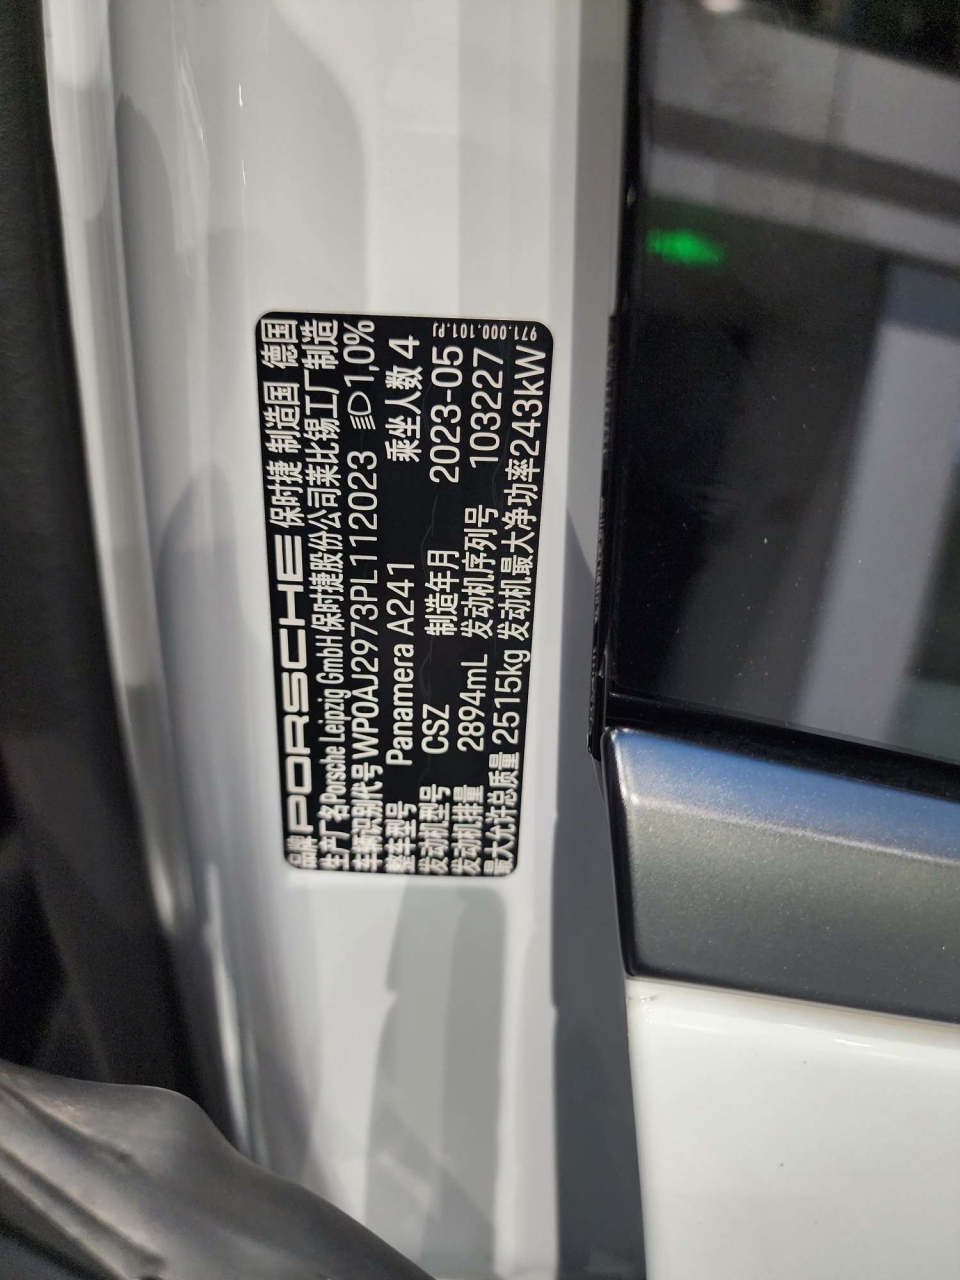 品牌 PORSCHE 保时捷 制造国 德国
生产厂名 Porsche Leipzig GmbH 保时捷股份公司莱比锡工厂制造
车辆识别代号 WP0AJ2973PL112023 1,0%
整车型号 Panamera A241 乘坐人数 4
发动机型号 CSZ 制造年月 2023-05
发动机排量 2894mL 发动机序列号 103227
最大允许总质量 2515kg 发动机最大净功率 243kW
971.000.101.PJ